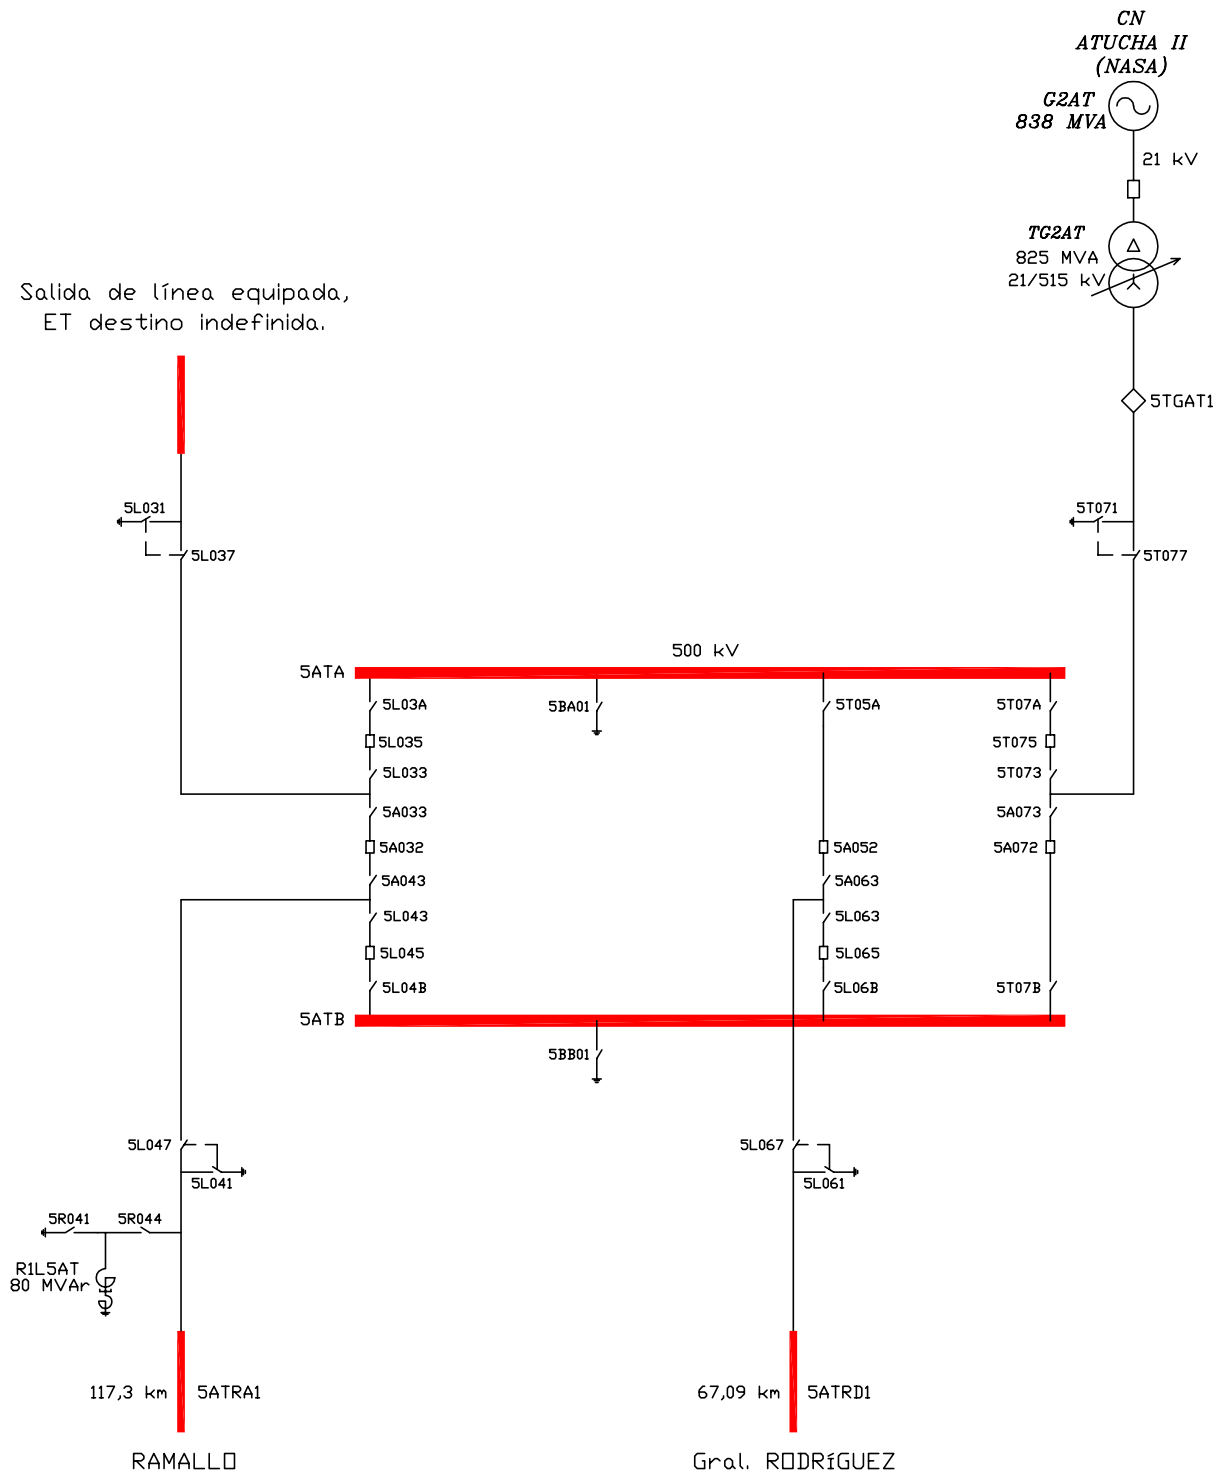 CN
ATUCHA II
(NASA)
G2AT
838 MVA
21 kV
TG2AT
825 MVA
21/515 kV
Salida de línea equipada,
ET destino indefinida.
5TGAT1
5L031
5L037
5T071
5T077
500 kV
5ATA
5L03A
5BA01
5T05A
5T07A
5L035
5T075
5L033
5T073
5A033
5A073
5A032
5A052
5A072
5A043
5A063
5L043
5L063
5L045
5L065
5L04B
5L06B
5T07B
5ATB
5BB01
5L047
5L067
5L041
5L061
5R041
5R044
R1L5AT
80 MVAr
117,3 km
5ATRA1
67,09 km
5ATRD1
RAMALLO
Gral. RODRíGUEZ